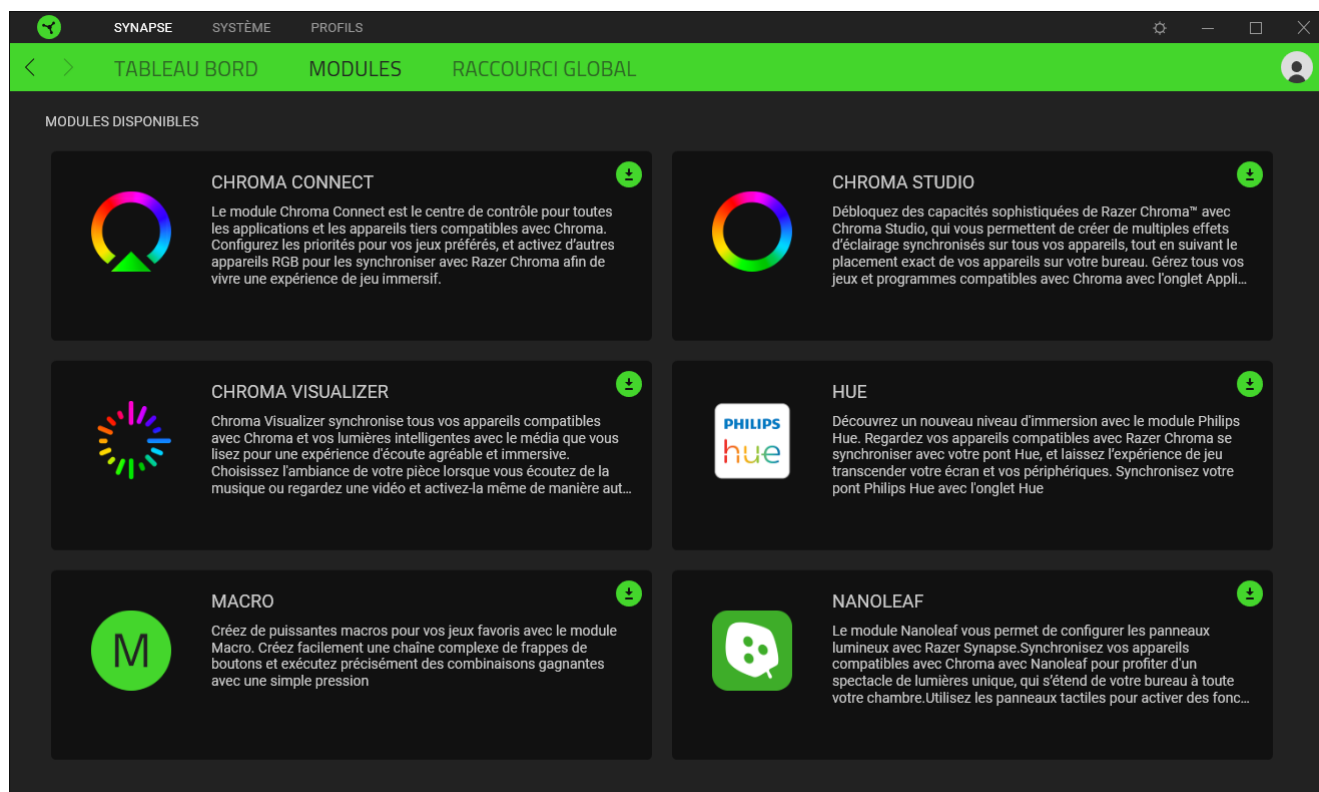 SYNAPSE SYSTÈME PROFILS
TABLEAU BORD MODULES RACCOURCI GLOBAL
MODULES DISPONIBLES
CHROMA CONNECT
Le module Chroma Connect est le centre de contrôle pour toutes
les applications et les appareils tiers compatibles avec Chroma.
Configurez les priorités pour vos jeux préférés, et activez d'autres
appareils RGB pour les synchroniser avec Razer Chroma afin de
vivre une expérience de jeu immersif.
CHROMA STUDIO
Débloquez des capacités sophistiquées de Razer Chroma™ avec
Chroma Studio, qui vous permettent de créer de multiples effets
d'éclairage synchronisés sur tous vos appareils, tout en suivant le
placement exact de vos appareils sur votre bureau. Gérez tous vos
jeux et programmes compatibles avec Chroma avec l'onglet Appli...
CHROMA VISUALIZER
Chroma Visualizer synchronise tous vos appareils compatibles
avec Chroma et vos lumières intelligentes avec le média que vous
lisez pour une expérience d'écoute agréable et immersive.
Choisissez l'ambiance de votre pièce lorsque vous écoutez de la
musique ou regardez une vidéo et activez-la même de manière aut...
PHILIPS
hue
HUE
Découvrez un nouveau niveau d'immersion avec le module Philips
Hue. Regardez vos appareils compatibles avec Razer Chroma se
synchroniser avec votre pont Hue, et laissez l'expérience de jeu
transcender votre écran et vos périphériques. Synchronisez votre
pont Philips Hue avec l'onglet Hue
M
MACRO
Créez de puissantes macros pour vos jeux favoris avec le module
Macro. Créez facilement une chaîne complexe de frappes de
boutons et exécutez précisément des combinaisons gagnantes
avec une simple pression
NANOLEAF
Le module Nanoleaf vous permet de configurer les panneaux
lumineux avec Razer Synapse.Synchronisez vos appareils
compatibles avec Chroma avec Nanoleaf pour profiter d'un
spectacle de lumières unique, qui s'étend de votre bureau à toute
votre chambre.Utilisez les panneaux tactiles pour activer des fonc...